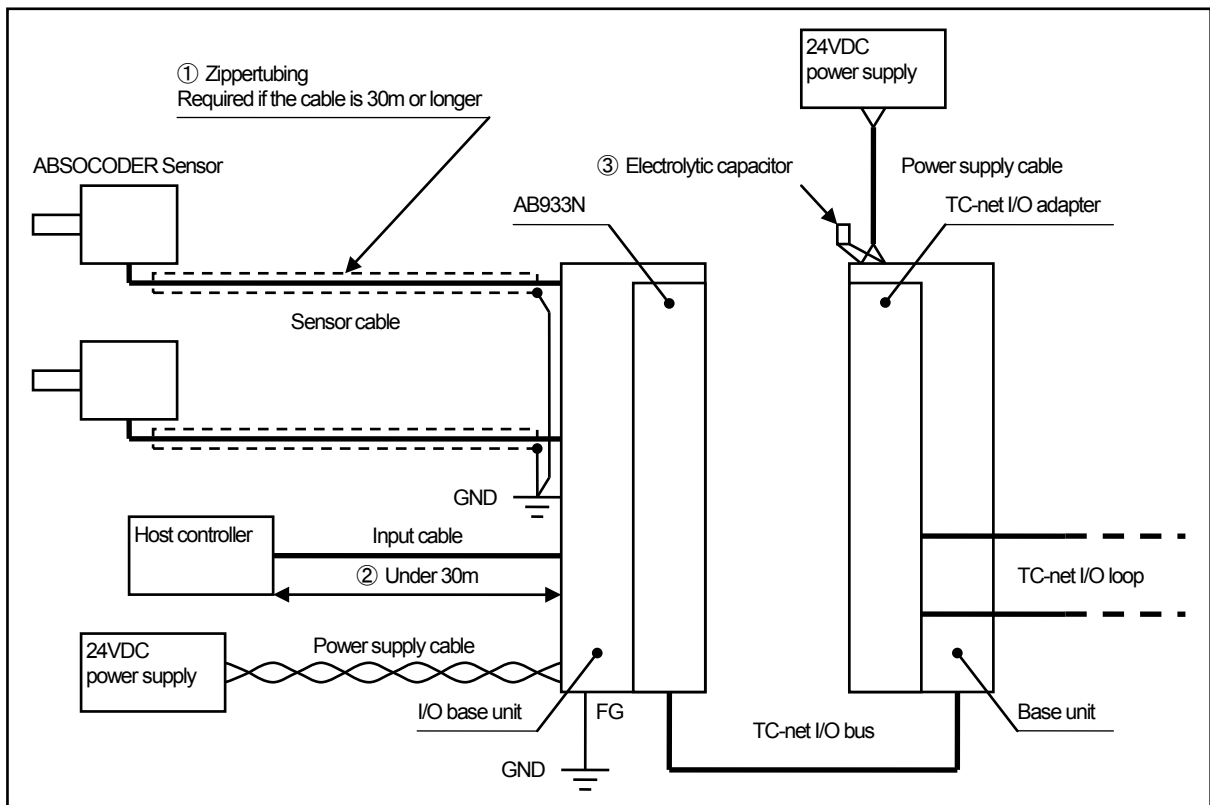 ① Zippertubing
Required if the cable is 30m or longer
24VDC
power supply
ABSOCODER Sensor
③ Electrolytic capacitor
Power supply cable
AB933N
TC-net I/O adapter
Sensor cable
GND
Host controller
Input cable
② Under 30m
TC-net I/O loop
24VDC
power supply
Power supply cable
I/O base unit
FG
TC-net I/O bus
Base unit
GND